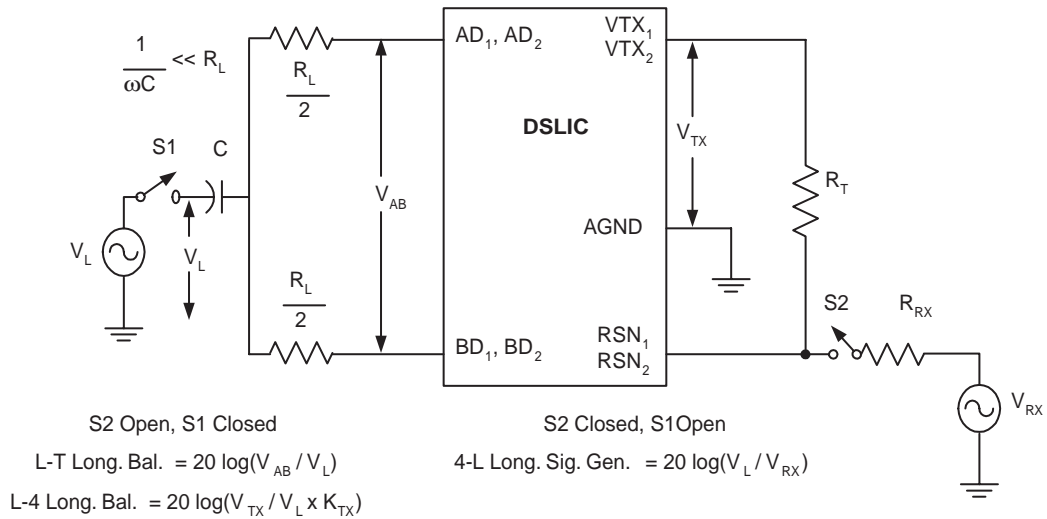 1
ωC
<< R_L
R_L
2
S1
C
V_L
V_L
R_L
2
V_AB
AD_1, AD_2
BD_1, BD_2
DSLIC
VTX_1
VTX_2
AGND
RSN_1
RSN_2
V_TX
R_T
S2
R_RX
V_RX
S2 Open, S1 Closed
L-T Long. Bal. = 20 log(V_AB / V_L)
L-4 Long. Bal. = 20 log(V_TX / V_L x K_TX)
S2 Closed, S1Open
4-L Long. Sig. Gen. = 20 log(V_L / V_RX)